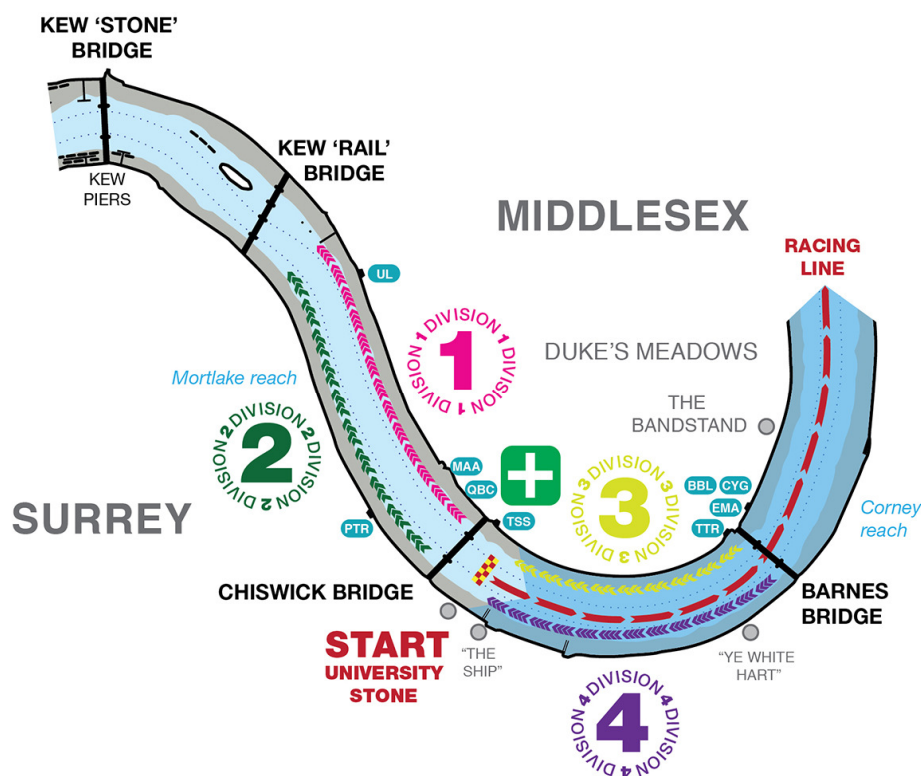 KEW ‘STONE’
BRIDGE
KEW ‘RAIL’
BRIDGE
KEW
PIERS
MIDDLESEX
RACING
LINE
UL
DIVISION 1 DIVISION 1 DIVISION 1
1
DUKE’S MEADOWS
Mortlake reach
THE
BANDSTAND
DIVISION 2 DIVISION 2 DIVISION 2
2
MAA
QBC
TSS
DIVISION 3 DIVISION 3 DIVISION 3
3
BBL
CYG
EMA
TTR
SURREY
PTR
Corney
reach
CHISWICK BRIDGE
BARNES
BRIDGE
START
UNIVERSITY
STONE
“THE
SHIP”
“YE WHITE
HART”
DIVISION 4 DIVISION 4 DIVISION 4
4